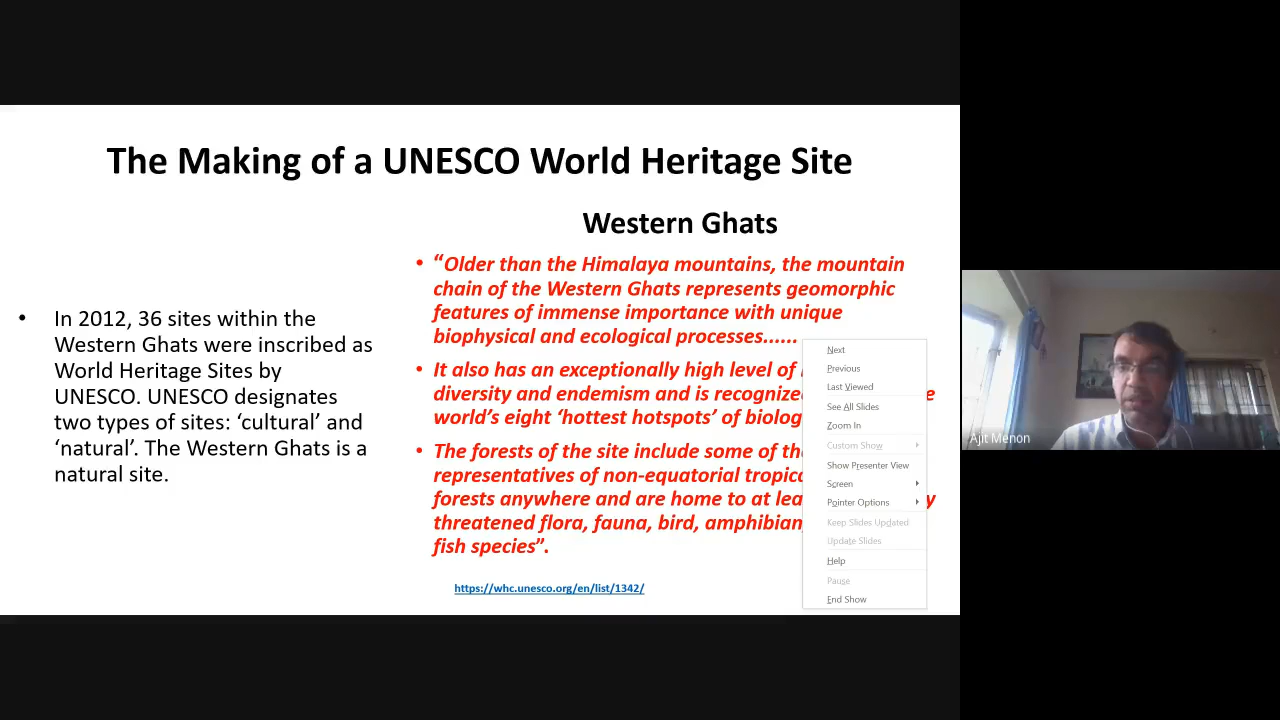 The Making of a UNESCO World Heritage Site
• In 2012, 36 sites within the
Western Ghats were inscribed as
World Heritage Sites by
UNESCO. UNESCO designates
two types of sites: ‘cultural’ and
‘natural’. The Western Ghats is a
natural site.
Western Ghats
• “Older than the Himalaya mountains, the mountain
chain of the Western Ghats represents geomorphic
features of immense importance with unique
biophysical and ecological processes......
• It also has an exceptionally high level of
diversity and endemism and is recognized
world’s eight ‘hottest hotspots’ of
• The forests of the site include some of
representatives of non-equatorial
forests anywhere and are home to at
threatened flora, fauna, bird, amphibian,
fish species”.
https://whc.unesco.org/en/list/1342/
Next
Previous
Last Viewed
See All Slides
Zoom In
Custom Show
Show Presenter View
Screen
Pointer Options
Keep Slides Updated
Update Slides
Help
Pause
End Show
Ajit Menon